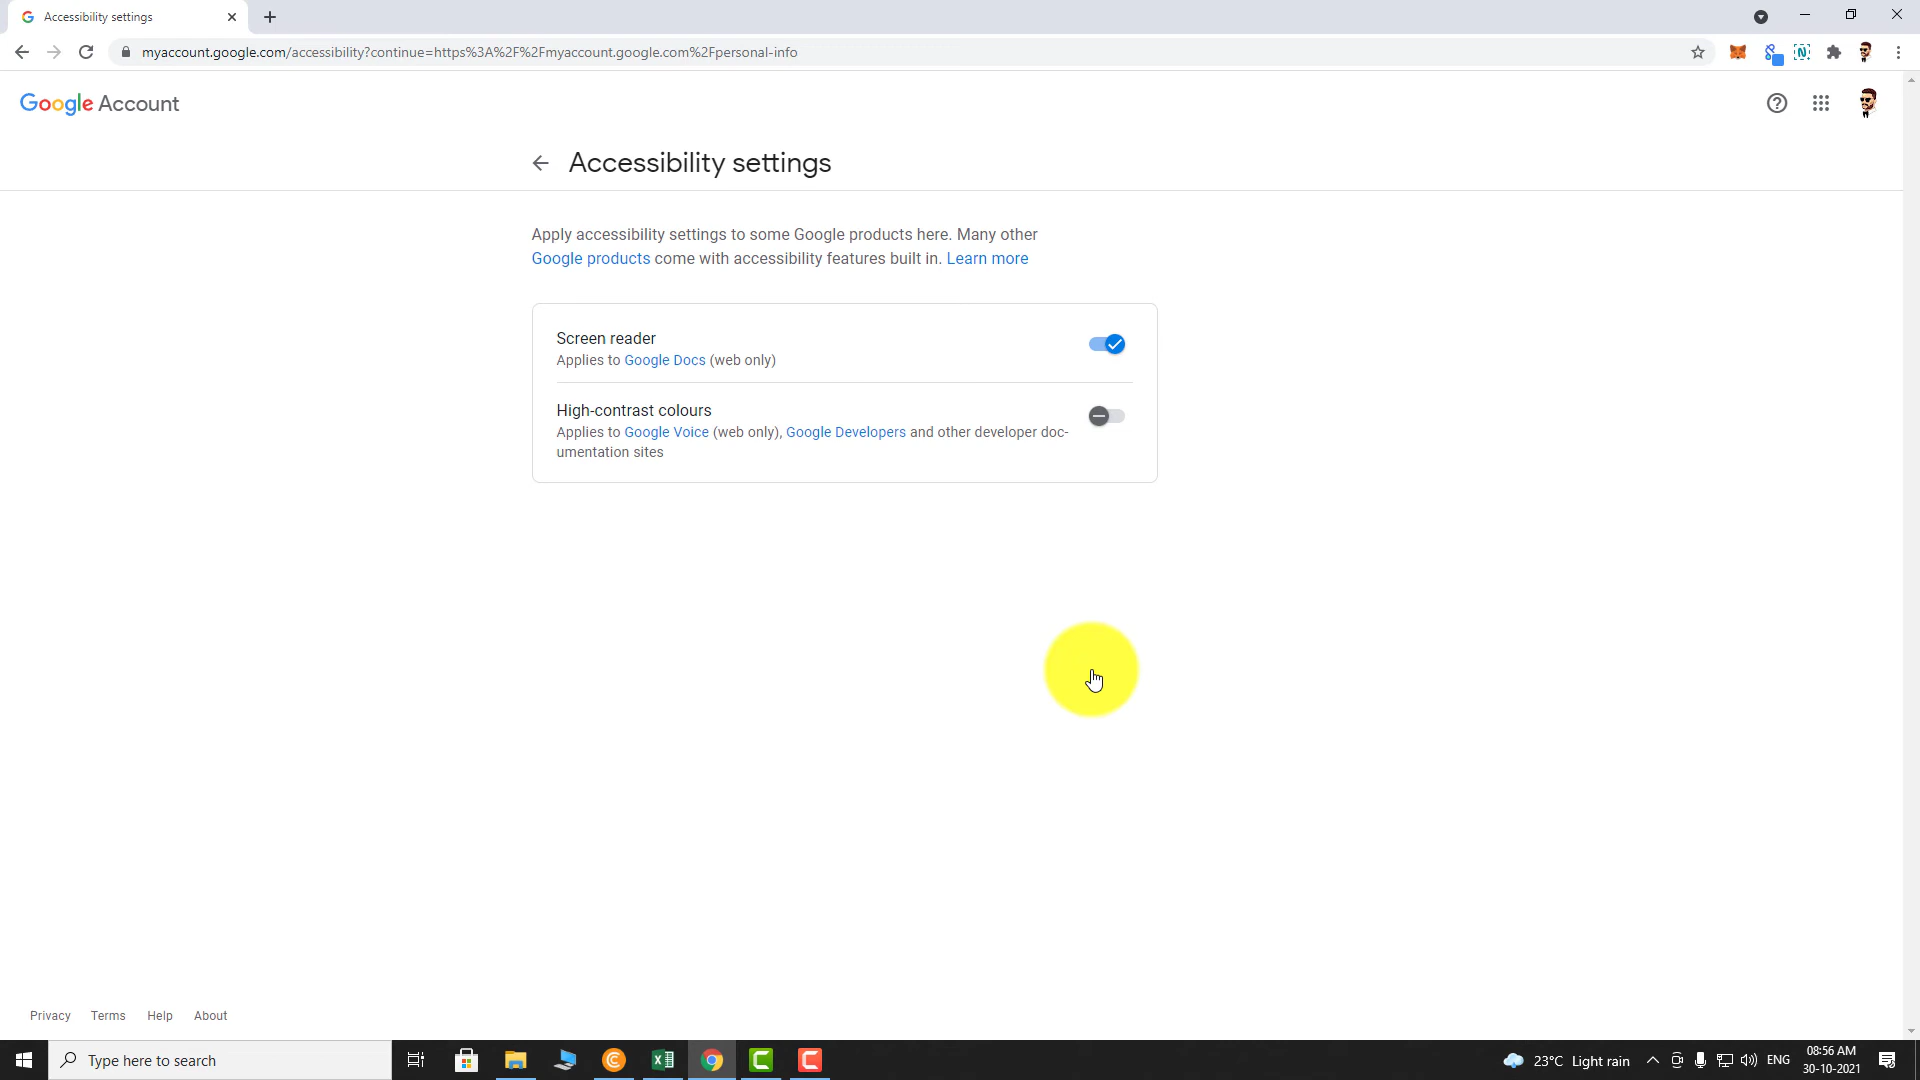 Accessibility settings
myaccount.google.com/accessibility?continue=https%3A%2F%2Fmyaccount.google.com%2Fpersonal-info
Google Account
Accessibility settings
Apply accessibility settings to some Google products here. Many other
Google products come with accessibility features built in. Learn more
Screen reader
Applies to Google Docs (web only)
High-contrast colours
Applies to Google Voice (web only), Google Developers and other developer doc-
umentation sites
Privacy Terms Help About
Type here to search
23°C Light rain
ENG
08:56 AM
30-10-2021